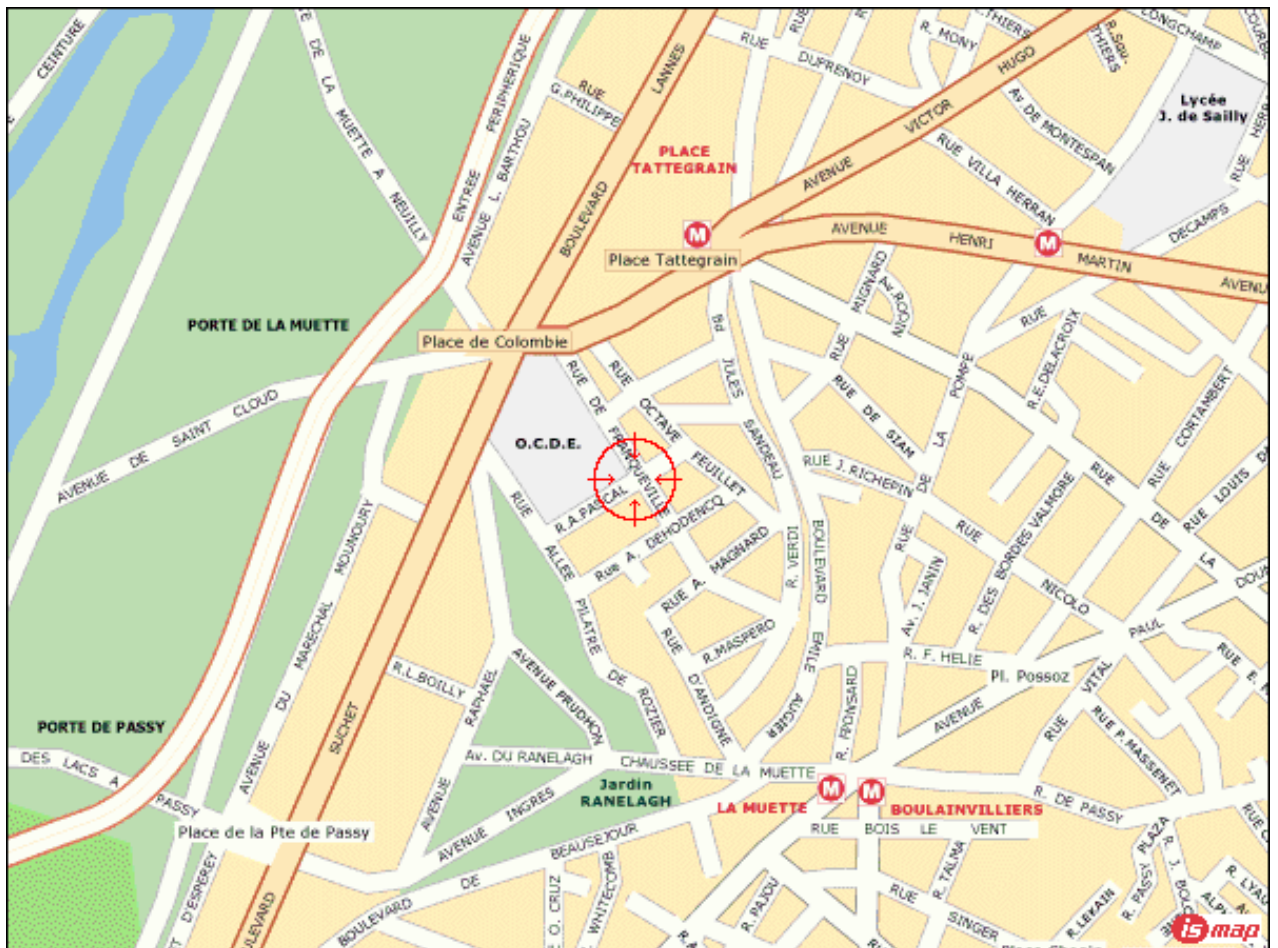 CEINTURE
DE LA MUETTE A NEUILLY
ENTREE PERIPHERIQUE
AVENUE L. BARTHOU
RUE
G.PHILIPPE
BOULEVARD LANNES
RUE DUFRENOY
R. MONY
THIERS
R.Squ.
THIERS
LONGCHAMP
AVENUE VICTOR HUGO
Av. DE MONTESPAN
Lycée
J. de Sailly
PLACE
TATTEGRAIN
RUE VILLA HERRAN
M
Place Tattegrain
AVENUE HENRI MARTIN
M
DECAMPS
RUE
PORTE DE LA MUETTE
Place de Colombie
Bd JULES SANDEAU
RUE MIGNARD
Av. RODIN
RUE DE LA POMPE
R.E.DELACROIX
RUE CORTAMBERT
AVENUE DE SAINT CLOUD
RUE DE FRANQUEVILLE
RUE OCTAVE FEUILLET
RUE DE SIAM
O.C.D.E.
RUE J. RICHEPIN
R.A.PASCAL
Rue A. DEHODENCQ
RUE LOUIS
RUE DE LA
R. DES BORDES VALMORE
RUE A. MAGNARD
R. VERDI
BOULEVARD EMILE AUGIER
Av. J. JANIN
NICOLO
AVENUE DU MARECHAL MOUNOURY
RUE
ALLEE PILATRE DE ROZIER
R.MASPERO
RUE D'ANDIGNE
R. F. HELIE
Pl. Possoz
AVENUE PAUL
RUE VITAL
R.L.BOILLY
AVENUE PRUDHON
AVENUE RAPHAEL
R. PPONSARD
RUE P. MASSENET
PORTE DE PASSY
SUCHET
DES LACS A PASSY
Av. DU RANELAGH
CHAUSSEE DE LA MUETTE
Jardin
RANELAGH
LA MUETTE
M
M
BOULAINVILLIERS
R. DE PASSY
AVENUE INGRES
Place de la Pte de Passy
BOULEVARD DE BEAUSEJOUR
RUE BOIS LE VENT
R. TALMA
R. PASSY PLAZA
D'ESPEREY
BOULEVARD
O. CRUZ
WHITECOMB
R. PAJOU
RUE SINGER
R.LEKAIN
is map